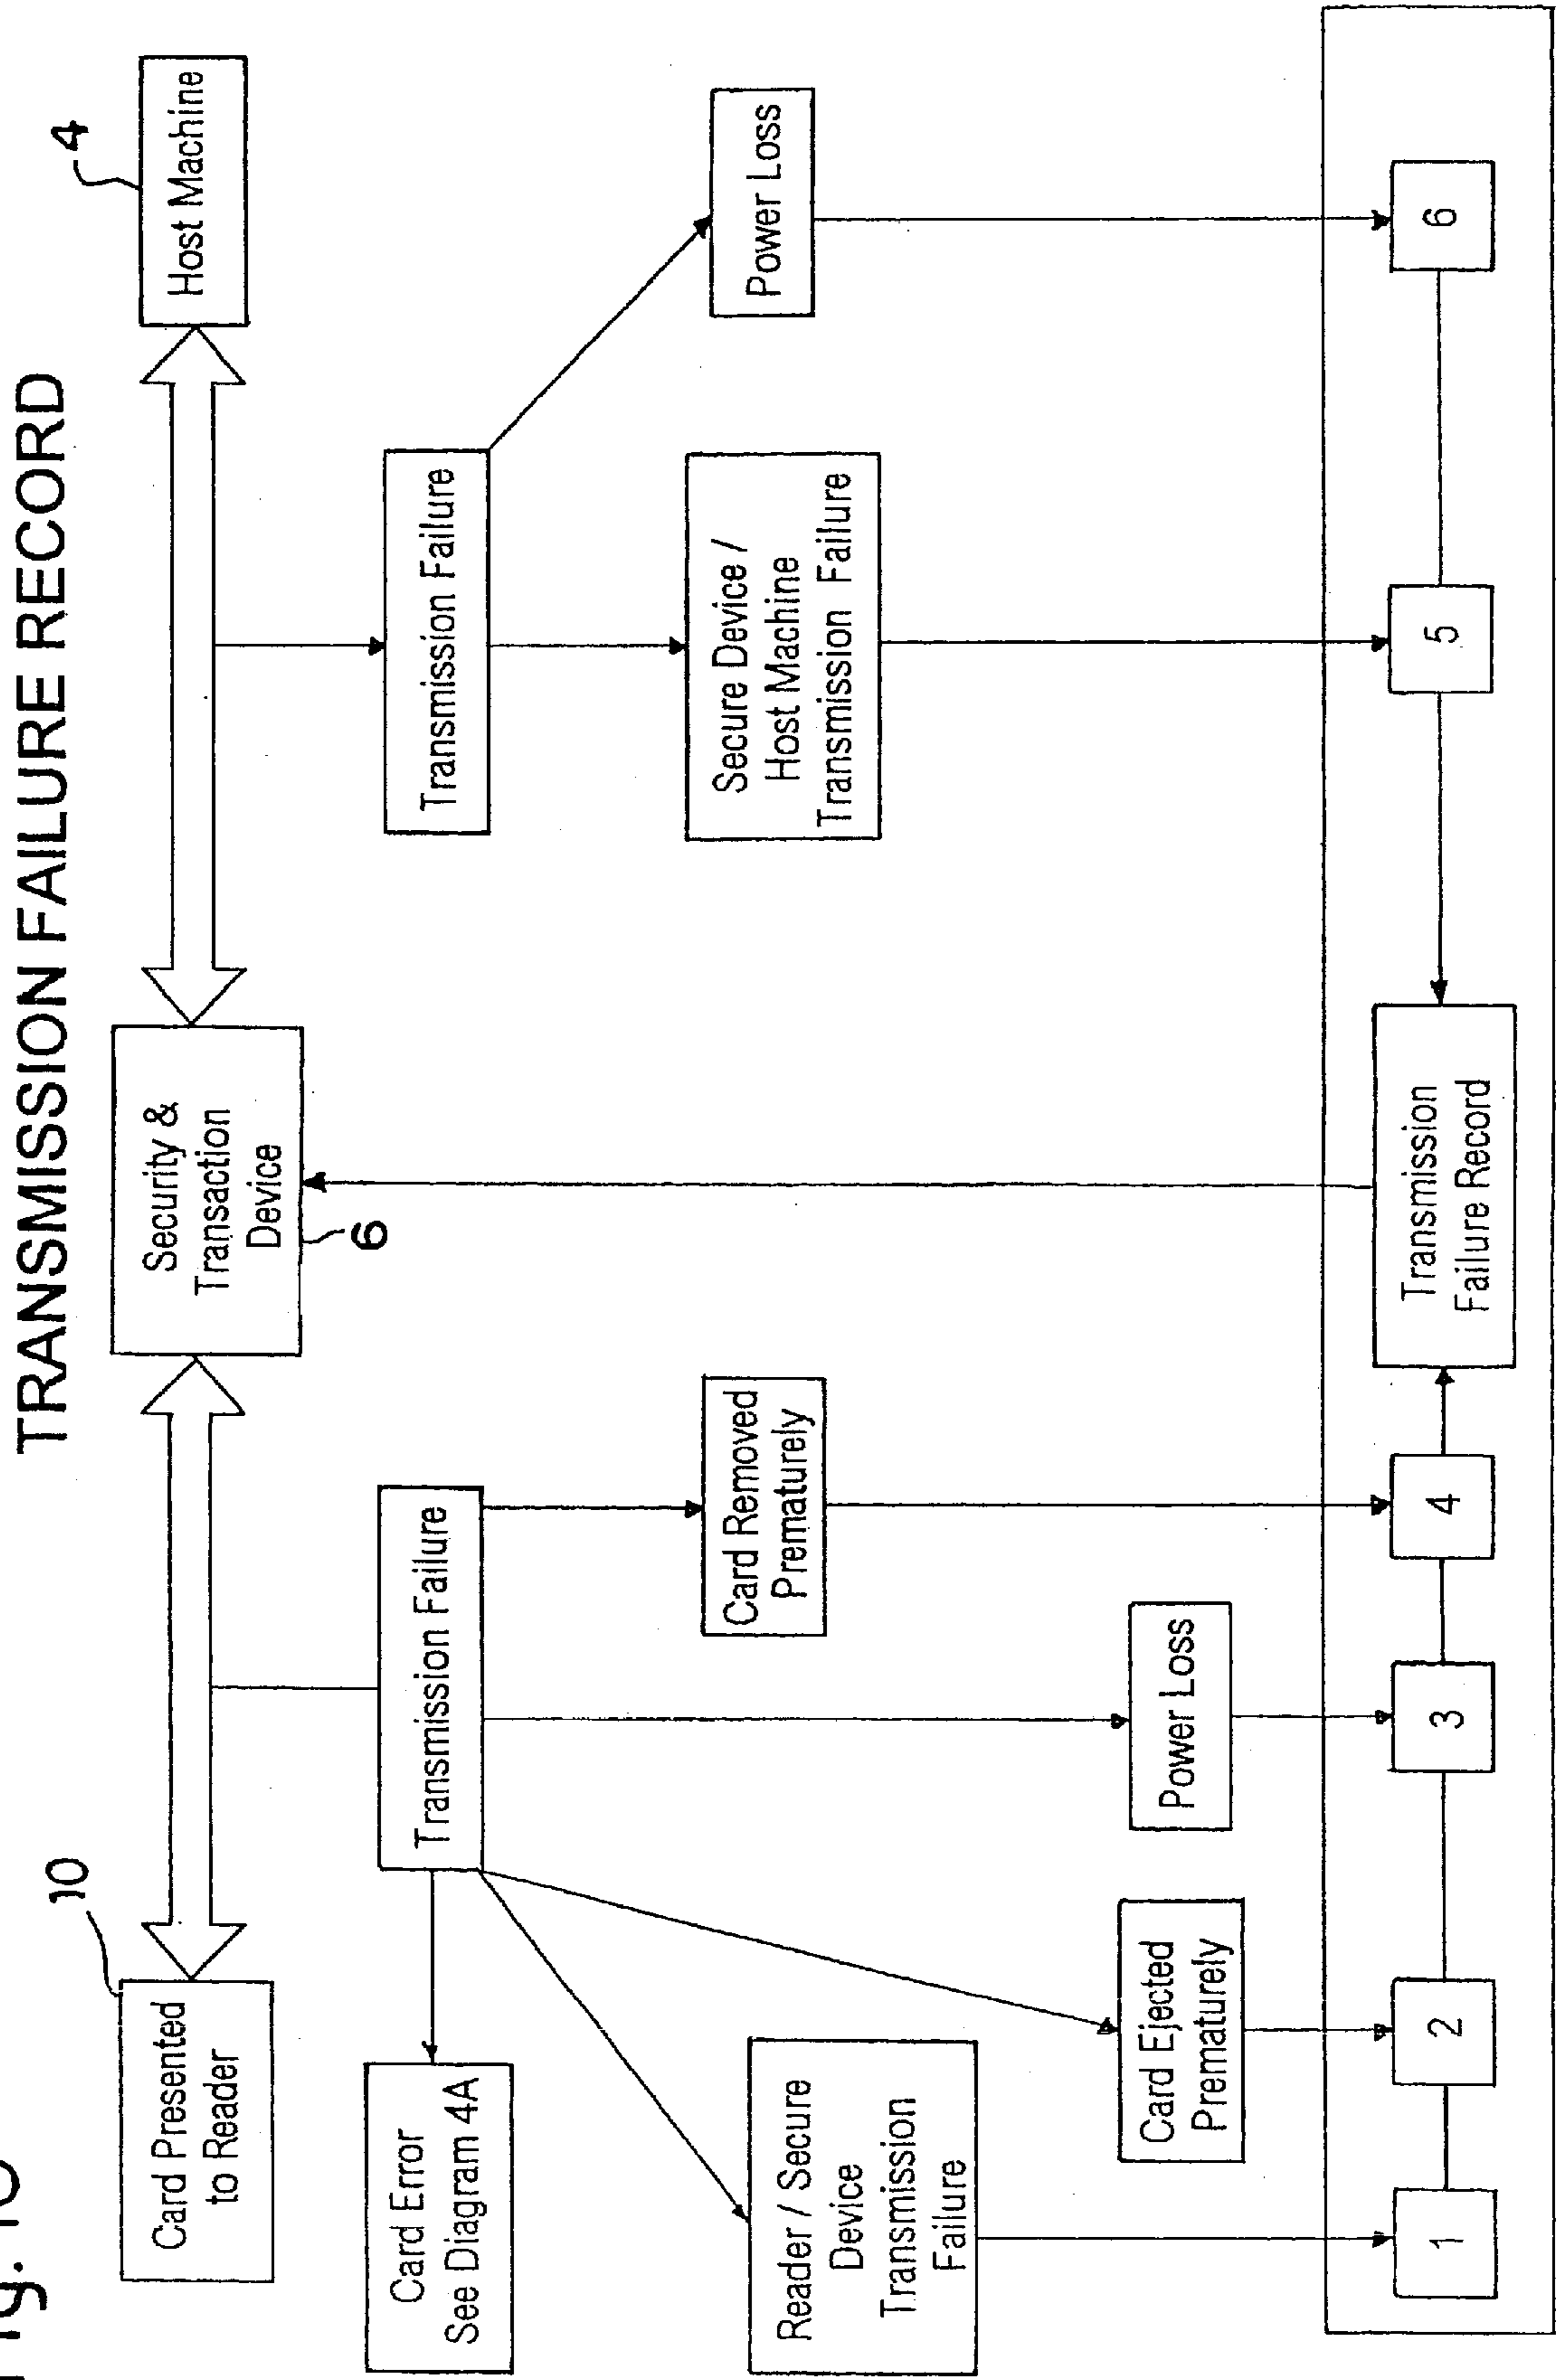 TRANSMISSION FAILURE RECORD
10
4
Card Presented
to Reader
Security &
Transaction
Device
6
Host Machine
Transmission Failure
Transmission Failure
Card Error
See Diagram 4A
Reader / Secure
Device
Transmission
Failure
Card Ejected
Prematurely
Power Loss
Card Removed
Prematurely
Secure Device /
Host Machine
Transmission Failure
Power Loss
1
2
3
4
Transmission
Failure Record
5
6